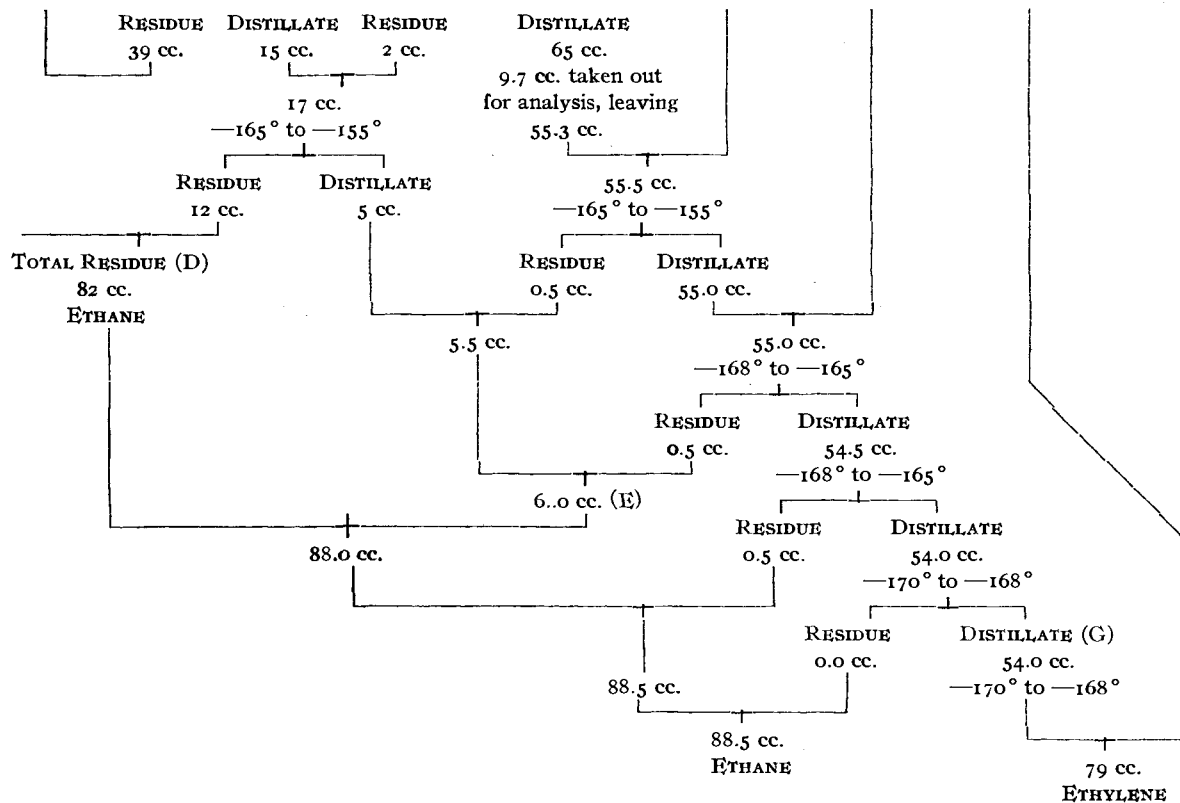 RESIDUE DISTILLATE RESIDUE DISTILLATE
39 cc. 15 cc. 2 cc. 65 cc.
9.7 cc. taken out
for analysis, leaving
17 cc.
—165° to —155° 55.3 cc.
RESIDUE DISTILLATE 55.5 cc.
12 cc. 5 cc. —165° to —155°
TOTAL RESIDUE (D) RESIDUE DISTILLATE
82 cc. 0.5 cc. 55.0 cc.
ETHANE
5.5 cc. 55.0 cc.
—168° to —165°
RESIDUE DISTILLATE
0.5 cc. 54.5 cc.
—168° to —165°
6..0 cc. (E)
RESIDUE DISTILLATE
88.0 cc. 0.5 cc. 54.0 cc.
—170° to —168°
RESIDUE DISTILLATE (G)
0.0 cc. 54.0 cc.
88.5 cc. —170° to —168°
88.5 cc.
ETHANE
79 cc.
ETHYLENE